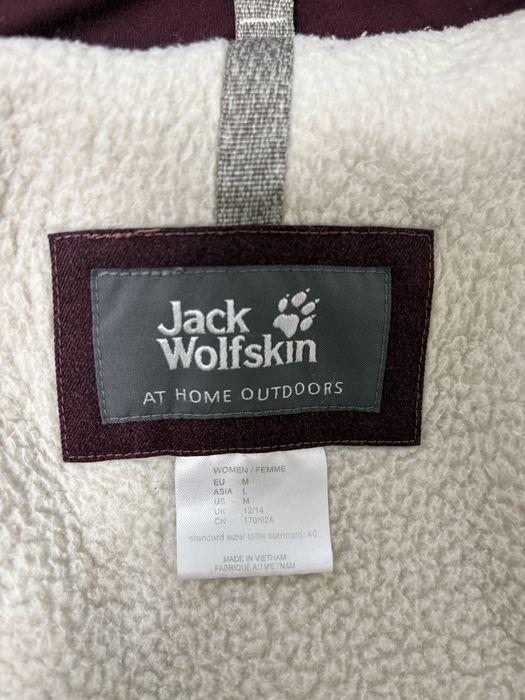 Jack
Wolfskin
AT HOME OUTDOORS
WOMEN / FEMME
EU M
ASIA L
US M
UK 12/14
CN 170/92A
standard size/ taille standard: 40
MADE IN VIETNAM
FABRIQUÉ AU VIETNAM